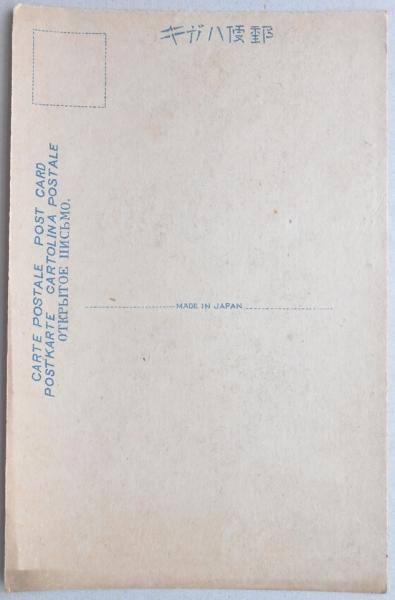 郵便ハガキ
CARTE POSTALE POST CARD
POSTKARTE CARTOLINA POSTALE
ОТКРЫТОЕ ПИСЬМО.
MADE IN JAPAN